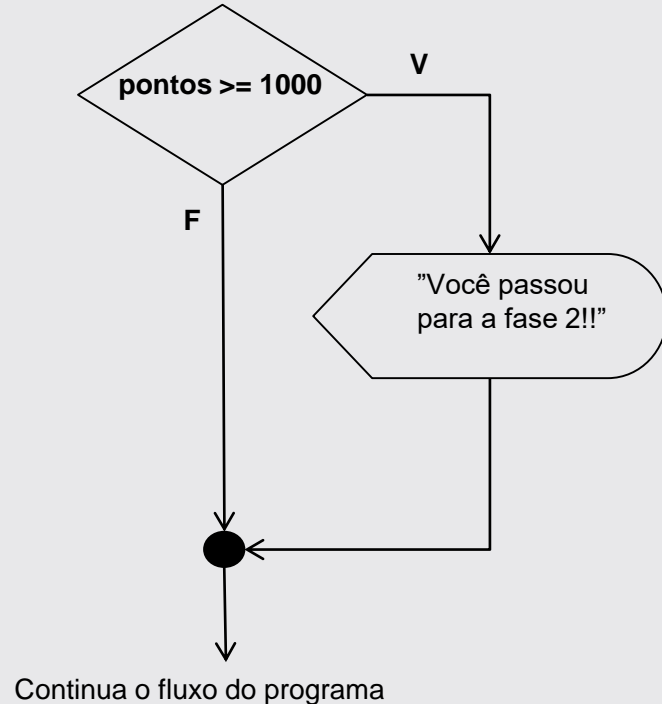 pontos >= 1000
V
F
”Você passou
para a fase 2!!”
Continua o fluxo do programa